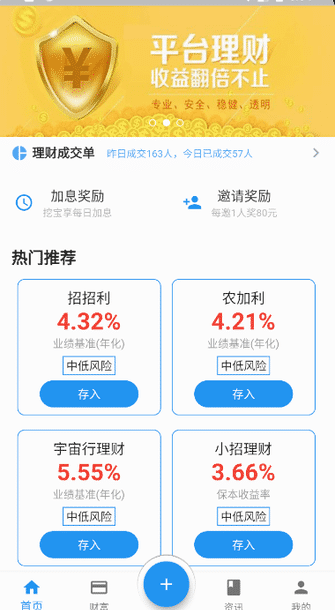 平台理财
收益翻倍不止
专业、安全、稳健、透明
理财成交单 昨日成交163人，今日已成交57人
加息奖励
挖宝享每日加息
邀请奖励
每邀1人奖80元
热门推荐
招招利
4.32%
业绩基准(年化)
中低风险
存入
农加利
4.21%
业绩基准(年化)
中低风险
存入
宇宙行理财
5.55%
业绩基准(年化)
中低风险
存入
小招理财
3.66%
保本收益率
中低风险
存入
首页
财富
资讯
我的